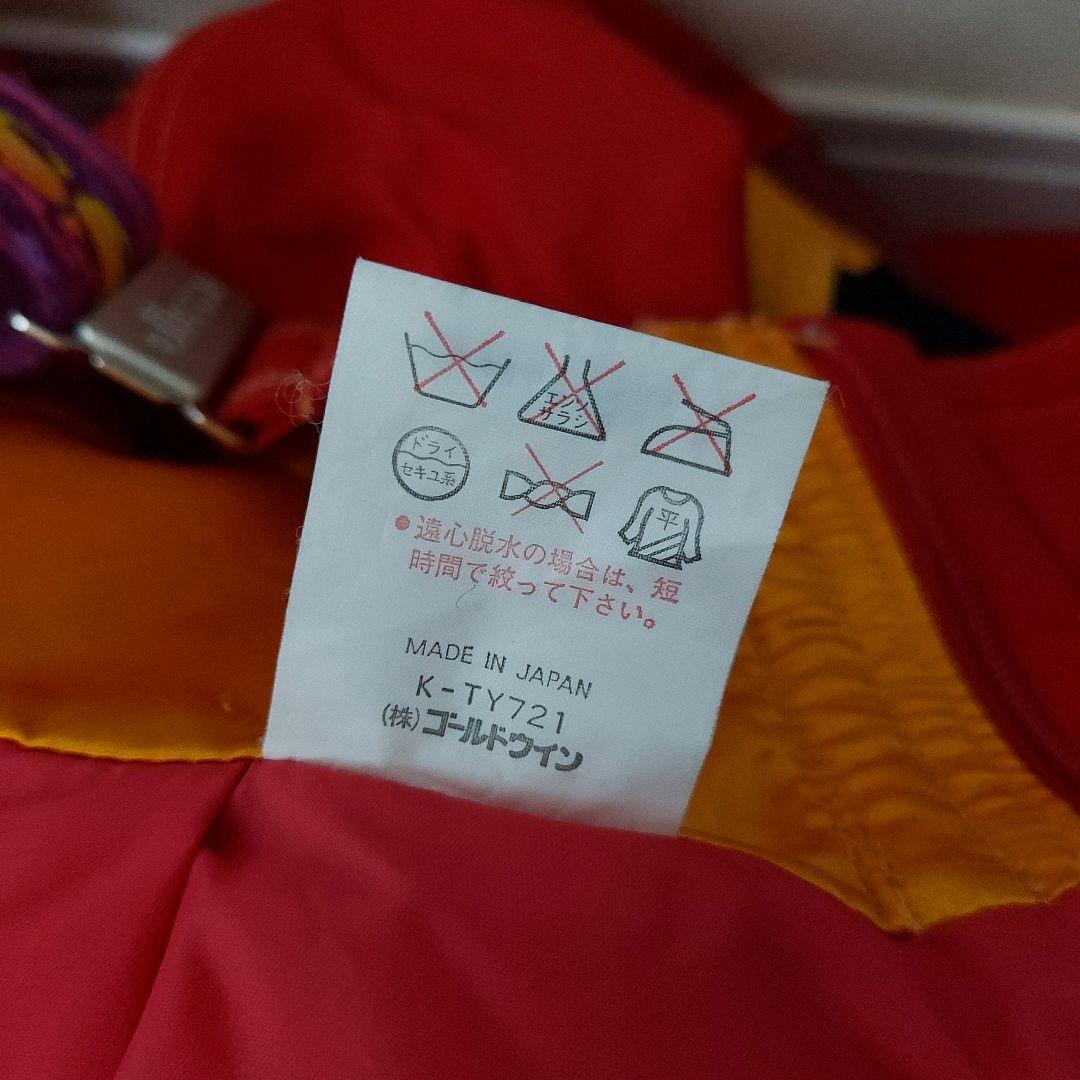 エンソ
サラシ
ドライ
セキユ系
平
●遠心脱水の場合は、短
時間で絞って下さい。
MADE IN JAPAN
K-TY721
(株)ゴールドウイン